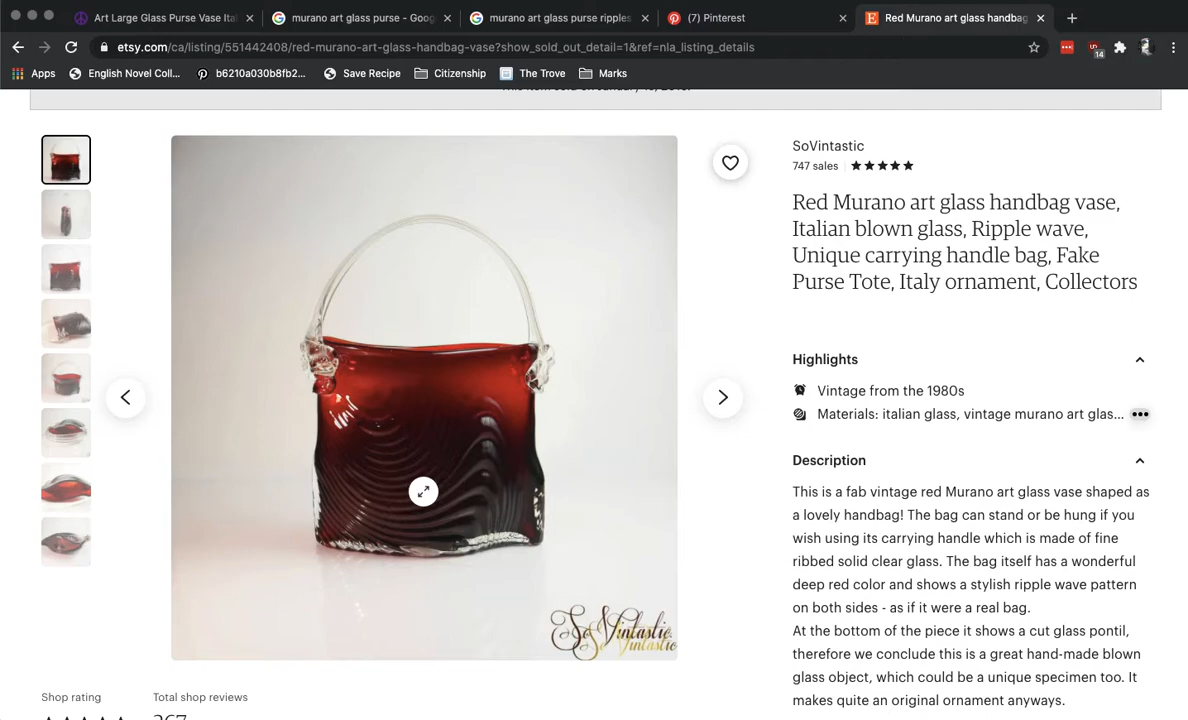 Art Large Glass Purse Vase Ital
murano art glass purse - Goog
murano art glass purse ripples
(7) Pinterest
Red Murano art glass handbag
etsy.com/ca/listing/551442408/red-murano-art-glass-handbag-vase?show_sold_out_detail=1&ref=nla_listing_details
14
Apps
English Novel Coll...
b6210a030b8fb2...
Save Recipe
Citizenship
The Trove
Marks
SoVintastic
747 sales
Red Murano art glass handbag vase,
Italian blown glass, Ripple wave,
Unique carrying handle bag, Fake
Purse Tote, Italy ornament, Collectors
Highlights
Vintage from the 1980s
Materials: italian glass, vintage murano art glas...
Description
This is a fab vintage red Murano art glass vase shaped as
a lovely handbag! The bag can stand or be hung if you
wish using its carrying handle which is made of fine
ribbed solid clear glass. The bag itself has a wonderful
deep red color and shows a stylish ripple wave pattern
on both sides - as if it were a real bag.
At the bottom of the piece it shows a cut glass pontil,
therefore we conclude this is a great hand-made blown
glass object, which could be a unique specimen too. It
makes quite an original ornament anyways.
SoVintastic
Shop rating
Total shop reviews